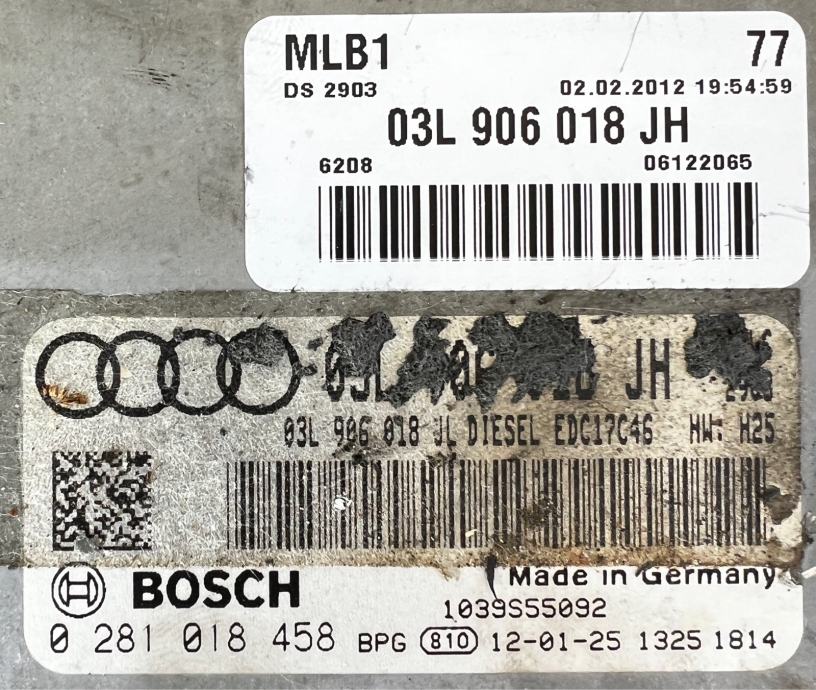 MLB1 77
DS 2903 02.02.2012 19:54:59
03L 906 018 JH
6208 06122065
JH
03L 906 018 JL DIESEL EDC17C46 HW: H25
BOSCH Made in Germany
1039S55092
0 281 018 458 BPG 810 12-01-25 1325 1814